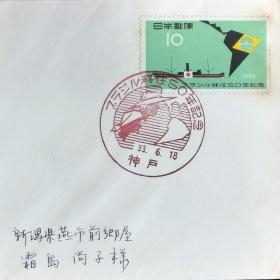 日本郵便
10
ブラジル移住50年記念
1958
ブラジル移住50年記念
33.6.18
神戸
新潟県燕市前郷屋
霜島尚子様